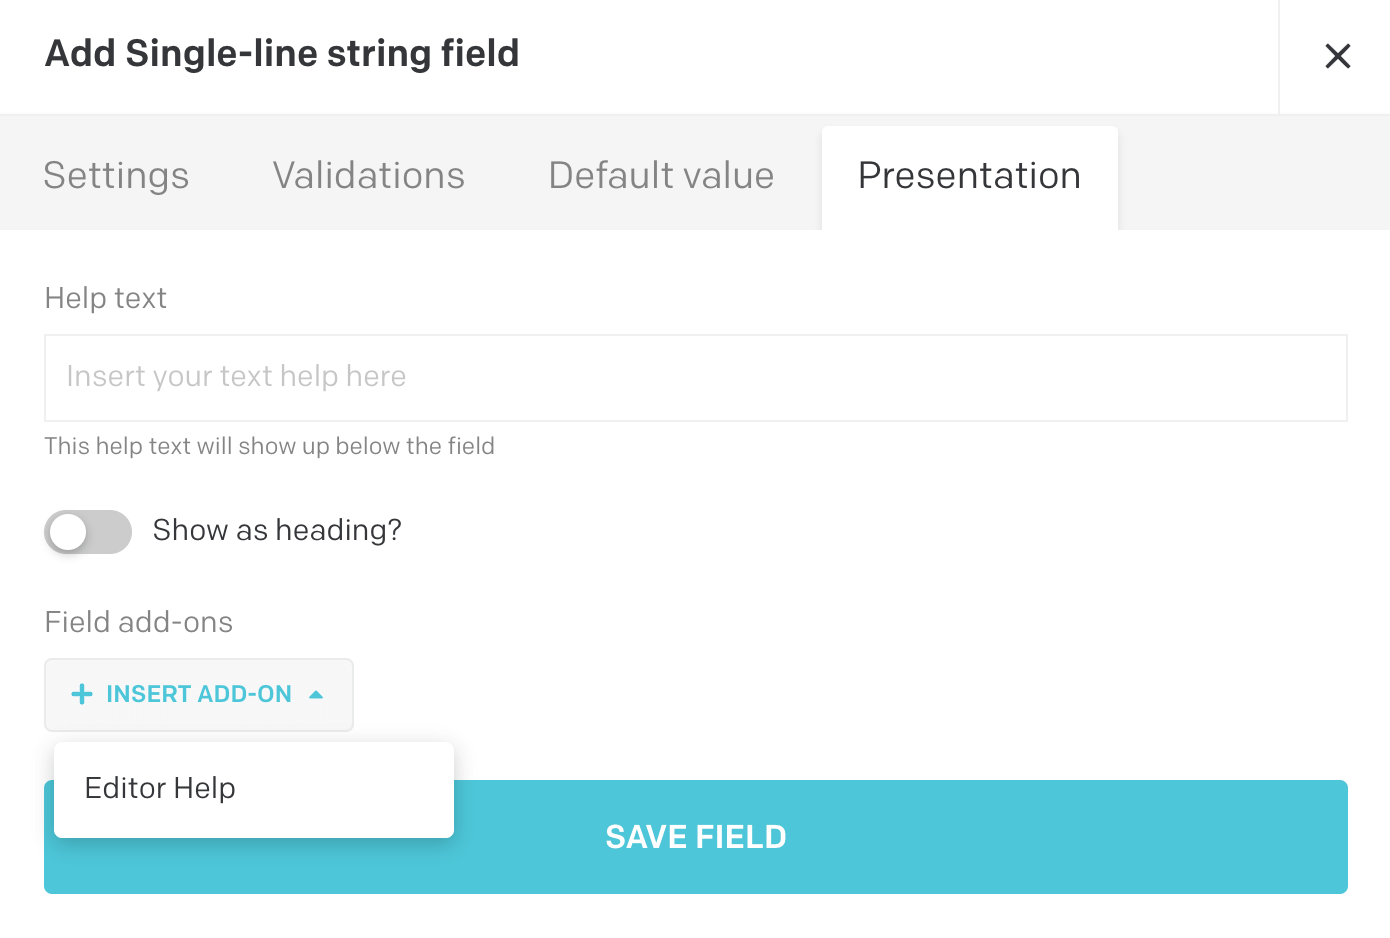 Add Single-line string field
Settings
Validations
Default value
Presentation
Help text
Insert your text help here
This help text will show up below the field
Show as heading?
Field add-ons
INSERT ADD-ON
Editor Help
SAVE FIELD